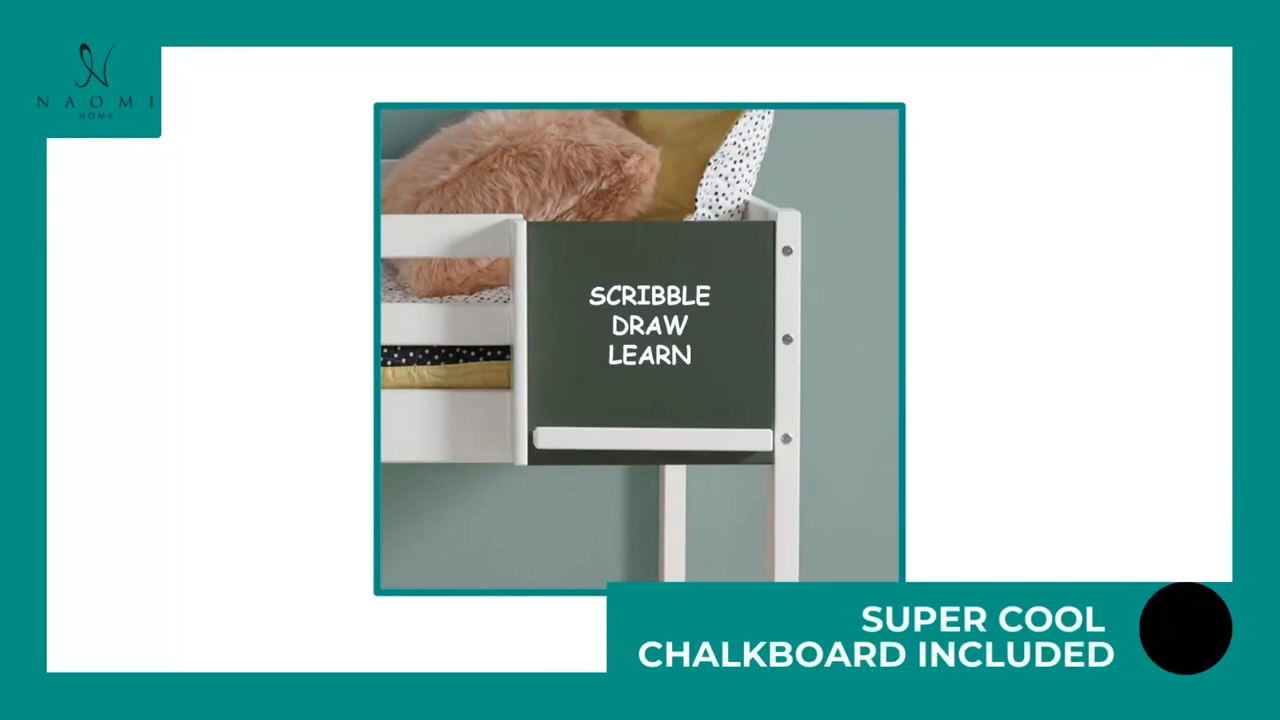 NAOMI
HOME
SCRIBBLE
DRAW
LEARN
SUPER COOL
CHALKBOARD INCLUDED